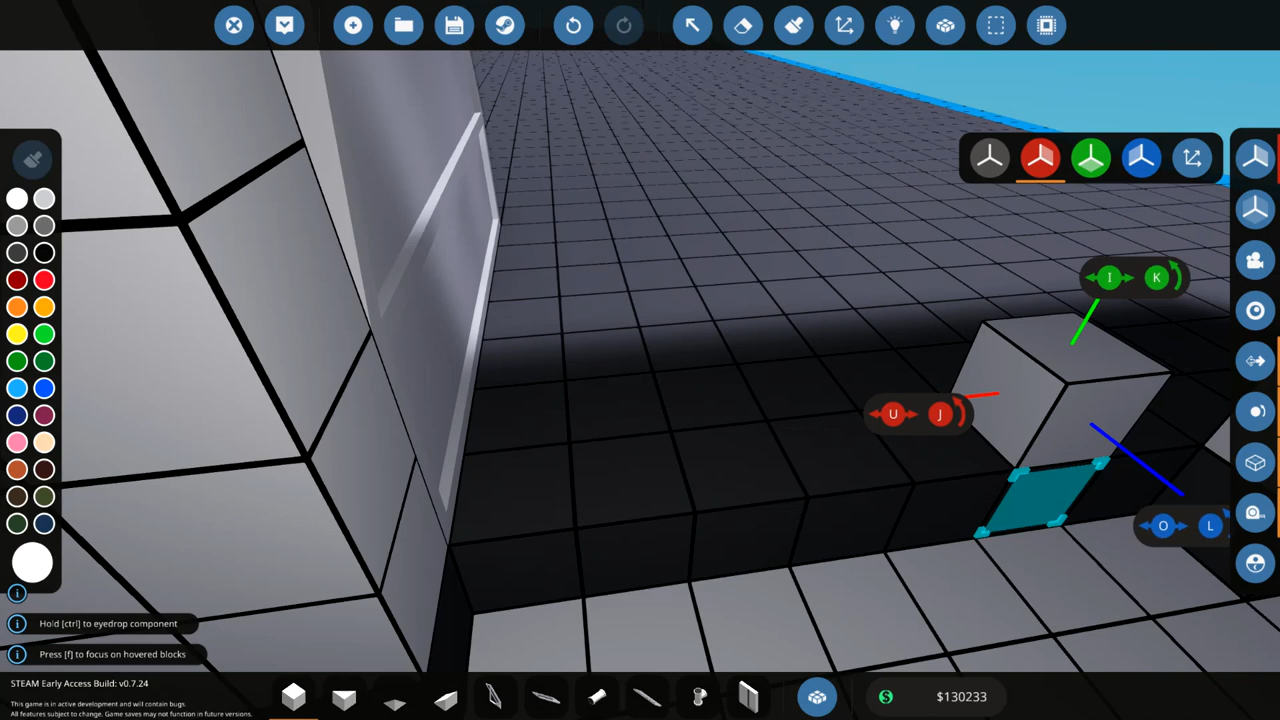 I K
U J
O L
Hold [ctrl] to eyedrop component
Press [f] to focus on hovered blocks
STEAM Early Access Build: v0.7.24
This game is in active development and will contain bugs.
All features subject to change. Game saves may not function in future versions.
$ $130233